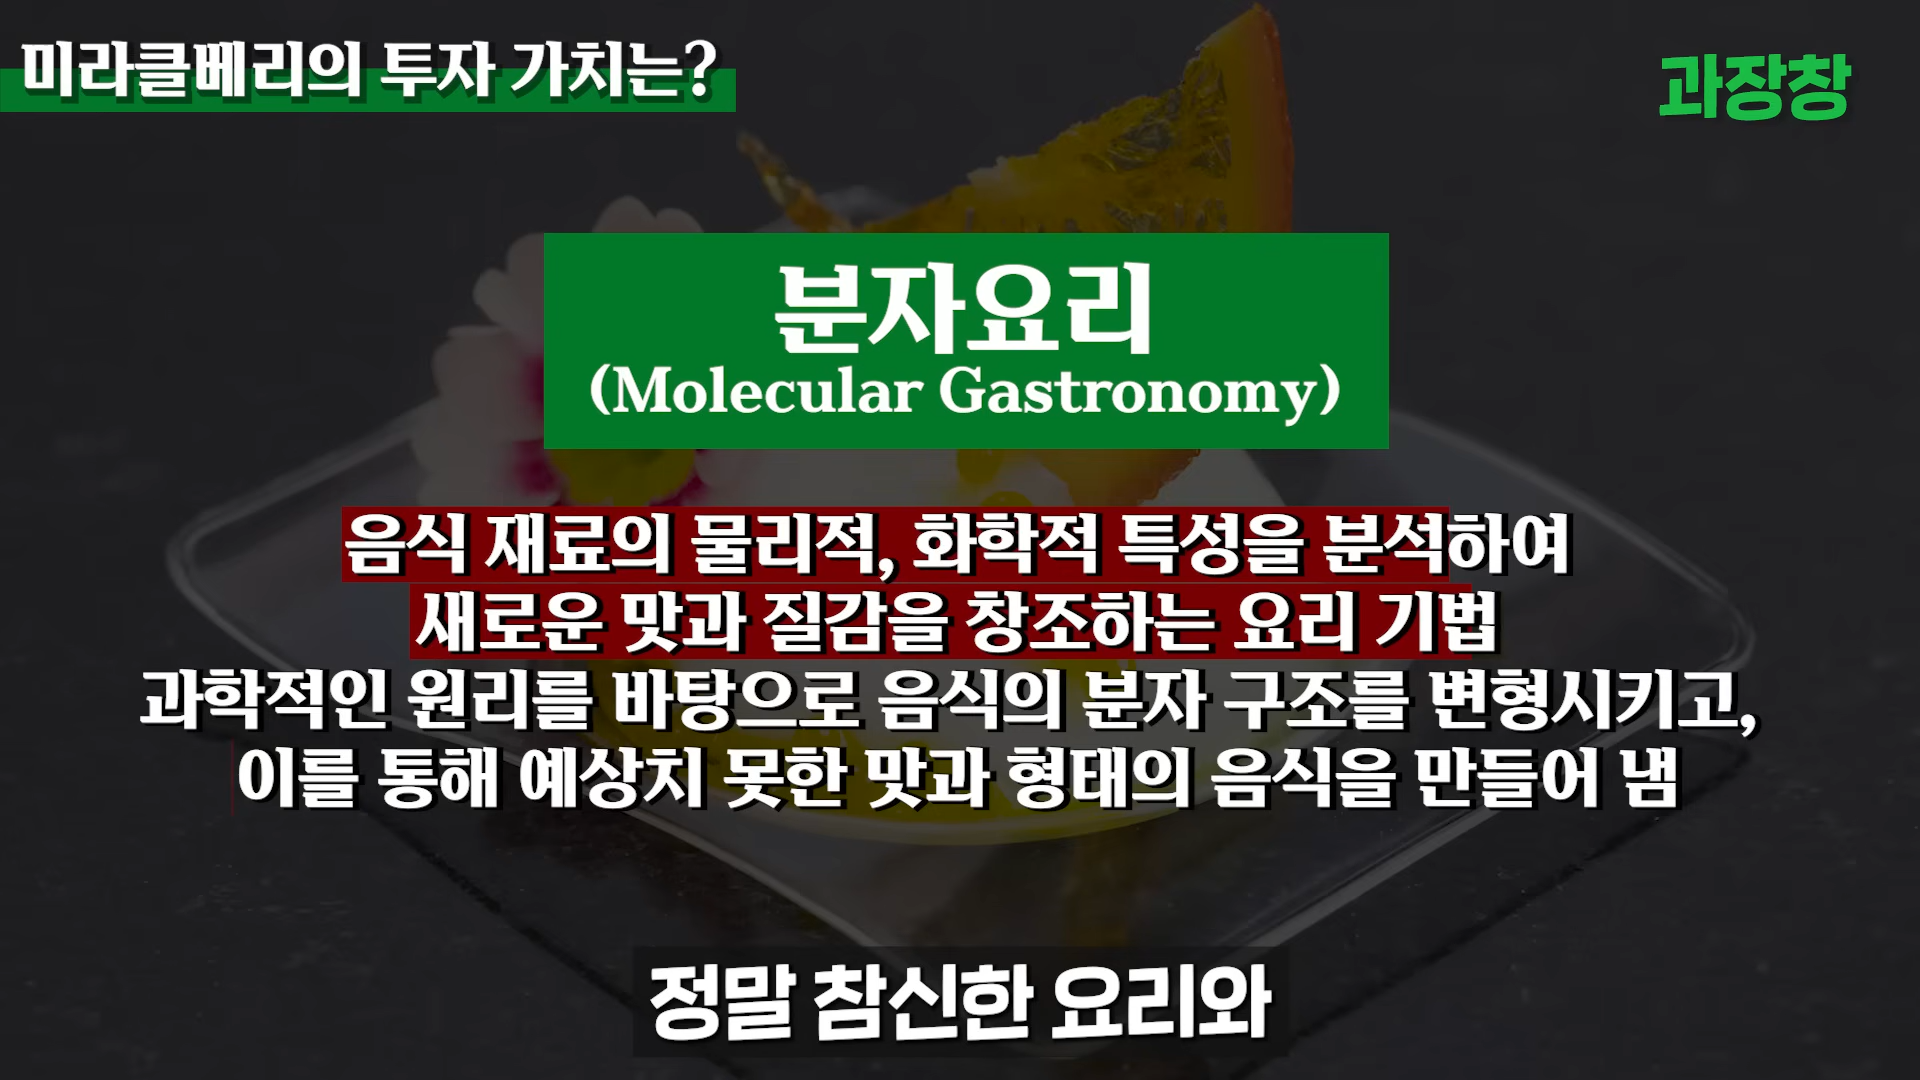 미라클베리의 투자 가치는?
과장창
분자요리
(Molecular Gastronomy)
음식 재료의 물리적, 화학적 특성을 분석하여
새로운 맛과 질감을 창조하는 요리 기법
과학적인 원리를 바탕으로 음식의 분자 구조를 변형시키고,
이를 통해 예상치 못한 맛과 형태의 음식을 만들어 냄
정말 참신한 요리와